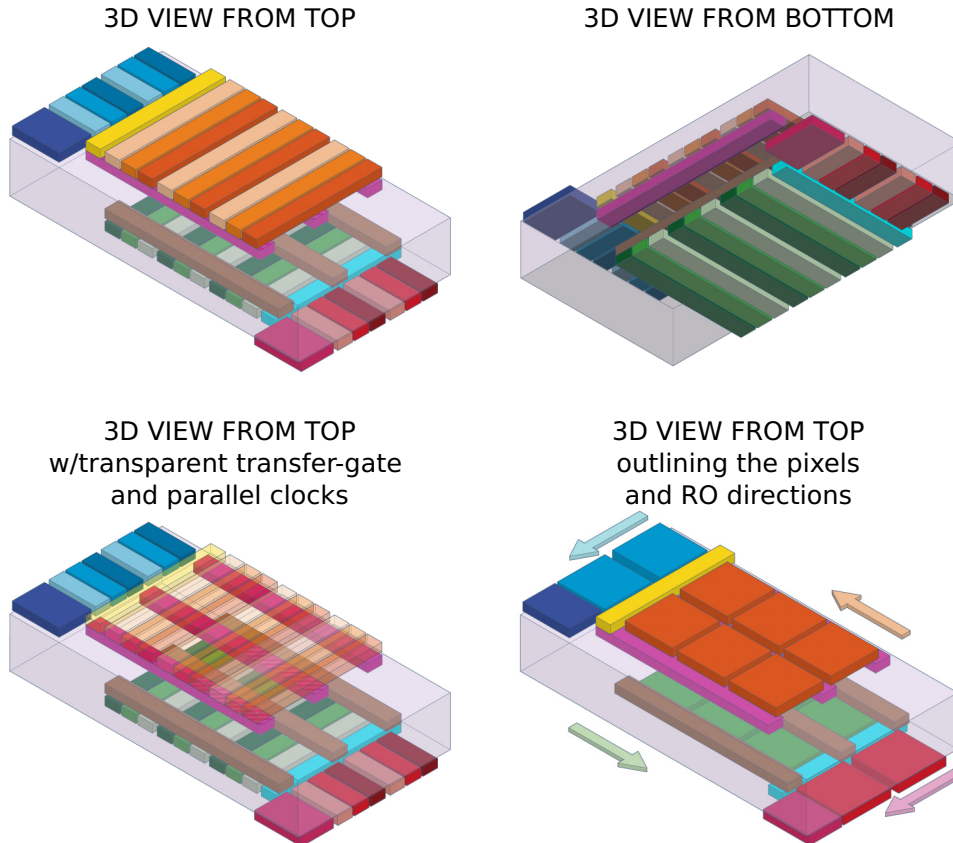 3D VIEW FROM TOP
3D VIEW FROM BOTTOM
3D VIEW FROM TOP
w/transparent transfer-gate
and parallel clocks
3D VIEW FROM TOP
outlining the pixels
and RO directions